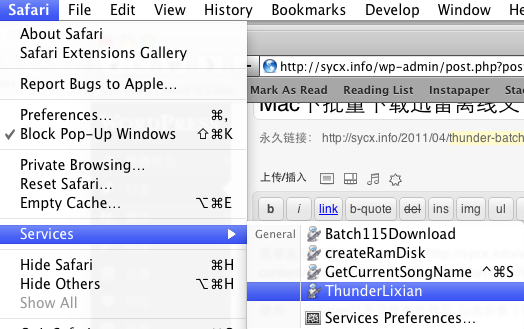 Safari File Edit View History Bookmarks Develop Window H
About Safari
Safari Extensions Gallery
Report Bugs to Apple…
Preferences… ⌘,
✓ Block Pop-Up Windows ⇧⌘K
Private Browsing…
Reset Safari…
Empty Cache… ⌥⌘E
Services ▶
Hide Safari ⌘H
Hide Others ⌥⌘H
Show All
http://sycx.info/wp-admin/post.php?pos
Mark As Read Reading List Instapaper Stac
Mac下批量下载迅雷离线文
永久链接: http://sycx.info/2011/04/thunder-batch
上传/插入
b i link b-quote del ins img ul
General
Batch115Download
createRamDisk
GetCurrentSongName ^⌘S
ThunderLixian
Services Preferences…